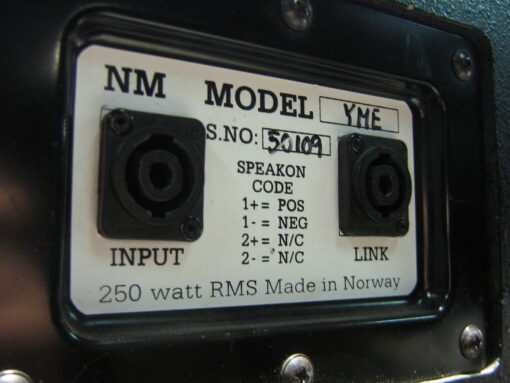 NM MODEL YME
S.NO: 50109
SPEAKON
CODE
1+= POS
1-= NEG
2+= N/C
2-= N/C
INPUT
LINK
250 watt RMS Made in Norway